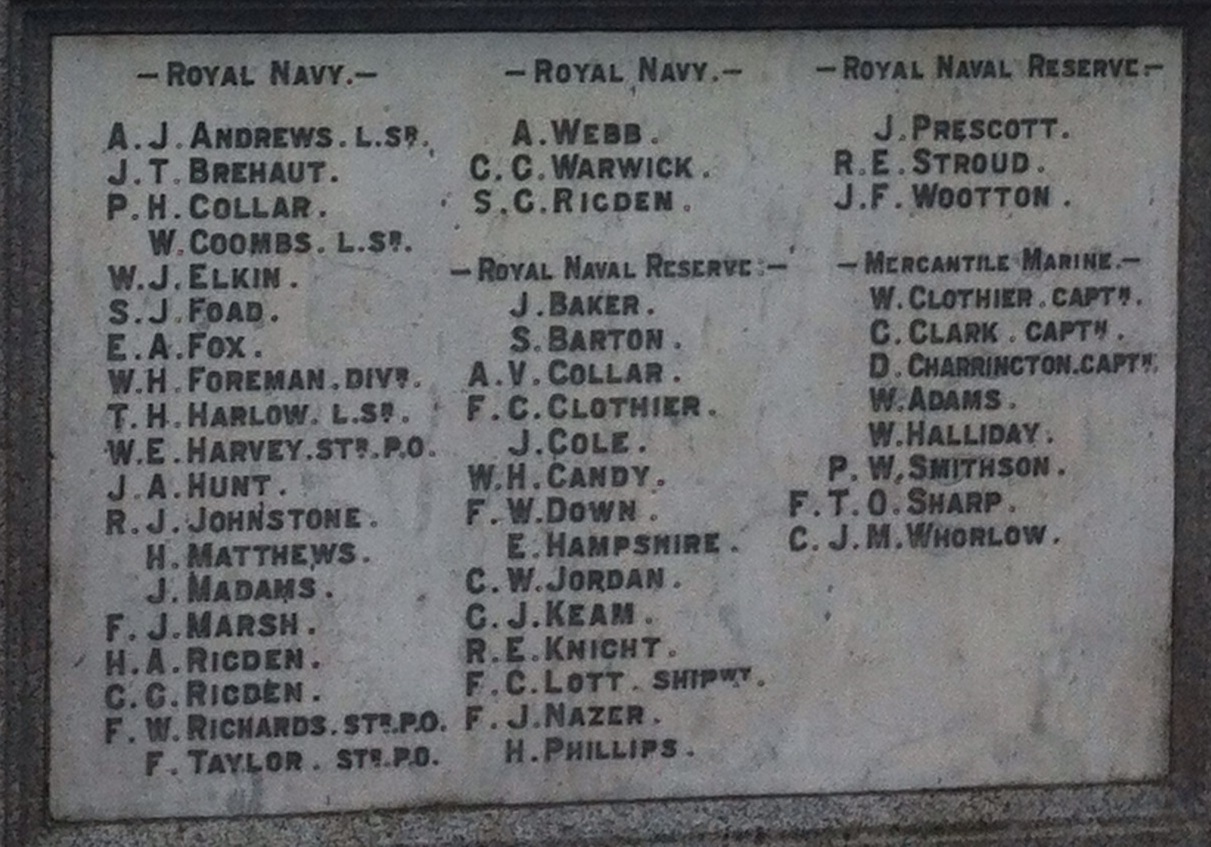 – ROYAL NAVY. –
A. J. ANDREWS. L. SR.
J. T. BREHAUT.
P. H. COLLAR.
W. COOMBS. L. SR.
W. J. ELKIN.
S. J. FOAD.
E. A. FOX.
W. H. FOREMAN. DIVR.
T. H. HARLOW. L. SR.
W. E. HARVEY. STR. P.O.
J. A. HUNT.
R. J. JOHNSTONE.
H. MATTHEWS.
J. MADAMS.
F. J. MARSH.
H. A. RIGDEN.
C. G. RIGDEN.
F. W. RICHARDS. STR. P.O.
F. TAYLOR. STR. P.O.
– ROYAL NAVY. –
A. WEBB.
C. C. WARWICK.
S. G. RIGDEN.
– ROYAL NAVAL RESERVE: –
J. BAKER.
S. BARTON.
A. V. COLLAR.
F. C. CLOTHIER.
J. COLE.
W. H. CANDY.
F. W. DOWN.
E. HAMPSHIRE.
C. W. JORDAN.
G. J. KEAM.
R. E. KNIGHT.
F. C. LOTT. SHIPWT.
F. J. NAZER.
H. PHILLIPS.
– ROYAL NAVAL RESERVE: –
J. PRESCOTT.
R. E. STROUD.
J. F. WOOTTON.
– MERCANTILE MARINE. –
W. CLOTHIER. CAPTN.
C. CLARK. CAPTN.
D. CHARRINGTON. CAPTN.
W. ADAMS.
W. HALLIDAY.
P. W. SMITHSON.
F. T. O. SHARP.
C. J. M. WHORLOW.